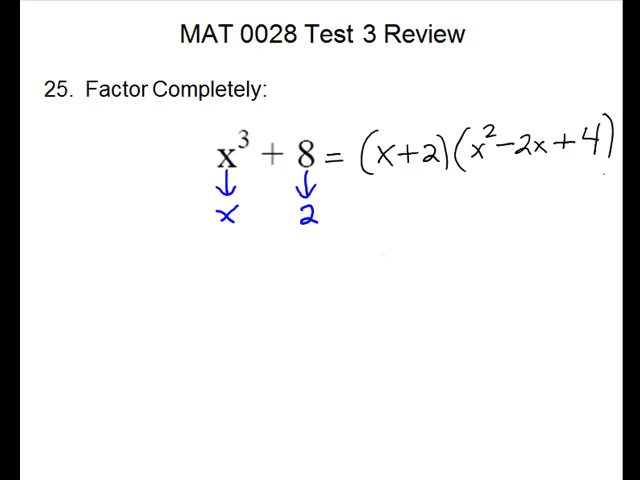 MAT 0028 Test 3 Review
25. Factor Completely:
x³ + 8 = (x+2)(x²-2x+4)
↓ ↓
x 2